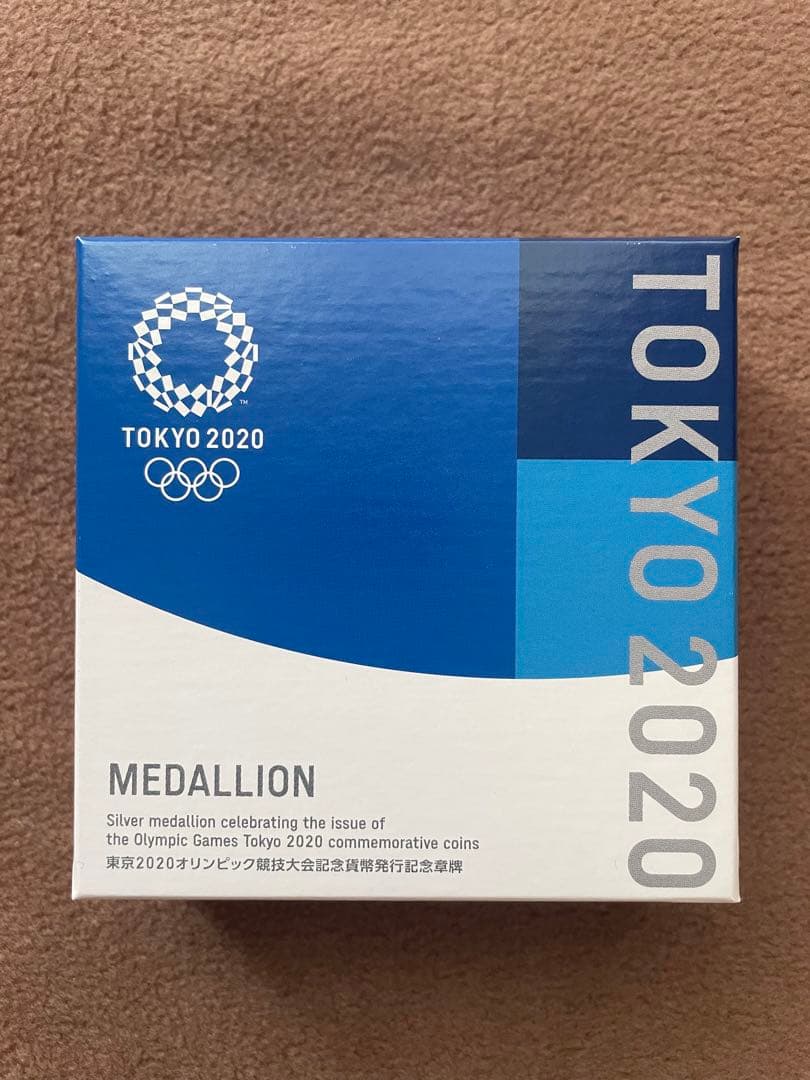 TM
TOKYO 2020
TOKYO 2020
MEDALLION
Silver medallion celebrating the issue of
the Olympic Games Tokyo 2020 commemorative coins
東京2020オリンピック競技大会記念貨幣発行記念章牌